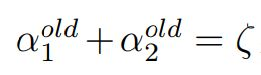 α₁^{old} + α₂^{old} = ζ